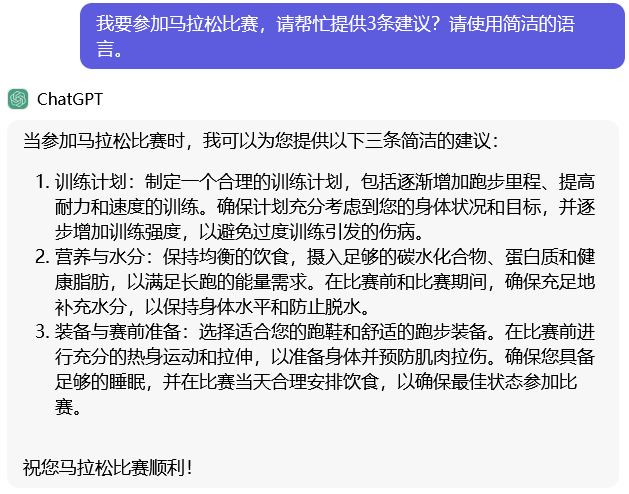 我要参加马拉松比赛，请帮忙提供3条建议？请使用简洁的语
言。
ChatGPT
当参加马拉松比赛时，我可以为您提供以下三条简洁的建议：
1. 训练计划：制定一个合理的训练计划，包括逐渐增加跑步里程、提高
耐力和速度的训练。确保计划充分考虑到您的身体状况和目标，并逐
步增加训练强度，以避免过度训练引发的伤病。
2. 营养与水分：保持均衡的饮食，摄入足够的碳水化合物、蛋白质和健
康脂肪，以满足长跑的能量需求。在比赛前和比赛期间，确保充足地
补充水分，以保持身体水平和防止脱水。
3. 装备与赛前准备：选择适合您的跑鞋和舒适的跑步装备。在比赛前进
行充分的热身运动和拉伸，以准备身体并预防肌肉拉伤。确保您具备
足够的睡眠，并在比赛当天合理安排饮食，以确保最佳状态参加比
赛。
祝您马拉松比赛顺利！